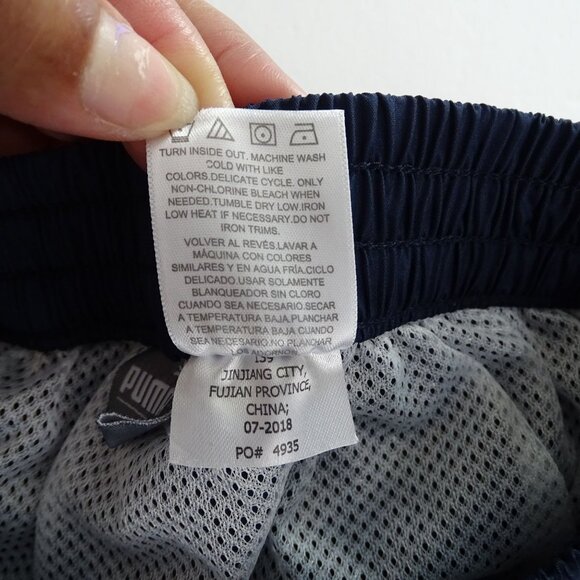 TURN INSIDE OUT. MACHINE WASH
COLD WITH LIKE
COLORS.DELICATE CYCLE. ONLY
NON-CHLORINE BLEACH WHEN
NEEDED.TUMBLE DRY LOW.IRON
LOW HEAT IF NECESSARY.DO NOT
IRON TRIMS.
VOLVER AL REVÉS.LAVAR A
MÁQUINA CON COLORES
SIMILARES Y EN AGUA FRÍA.CICLO
DELICADO.USAR SOLAMENTE
BLANQUEADOR SIN CLORO
CUANDO SEA NECESARIO.SECAR
A TEMPERATURA BAJA.PLANCHAR
A TEMPERATURA BAJA CUANDO
SEA NECESARIO.NO PLANCHAR
LOS ADORNOS
139
JINJIANG CITY,
FUJIAN PROVINCE,
CHINA;
07-2018
PO# 4935
PUMA